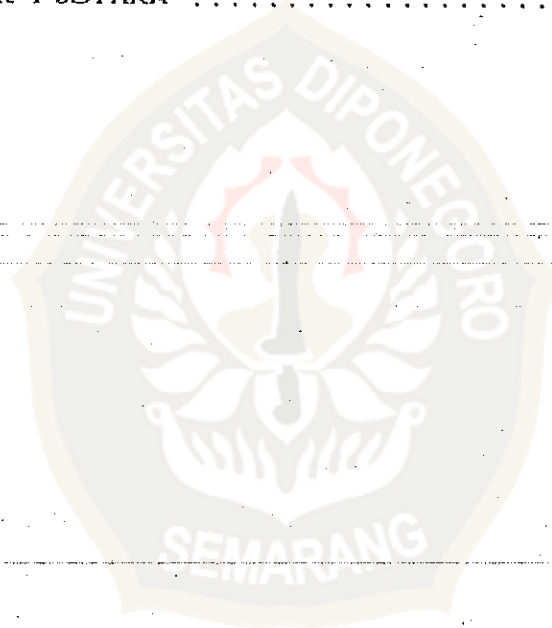 PUSTAKA ......................
UNIVERSITAS DIPONEGORO
SEMARANG